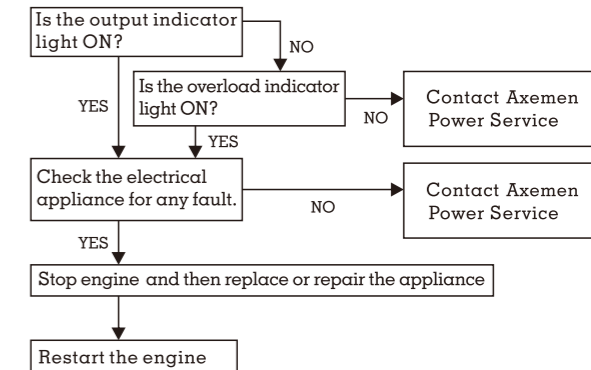 Is the output indicator
light ON?
NO
Is the overload indicator
light ON?
YES
NO
Contact Axemen
Power Service
YES
Check the electrical
appliance for any fault.
NO
Contact Axemen
Power Service
YES
Stop engine and then replace or repair the appliance
Restart the engine